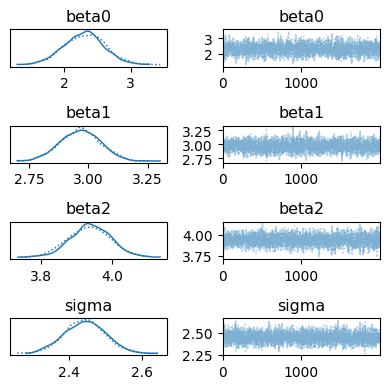 beta0 beta0
3
2
2 3 0 1000
beta1 beta1
3.25
3.00
2.75
2.75 3.00 3.25 0 1000
beta2 beta2
4.00
3.75
3.8 4.0 0 1000
sigma sigma
2.50
2.25
2.4 2.6 0 1000